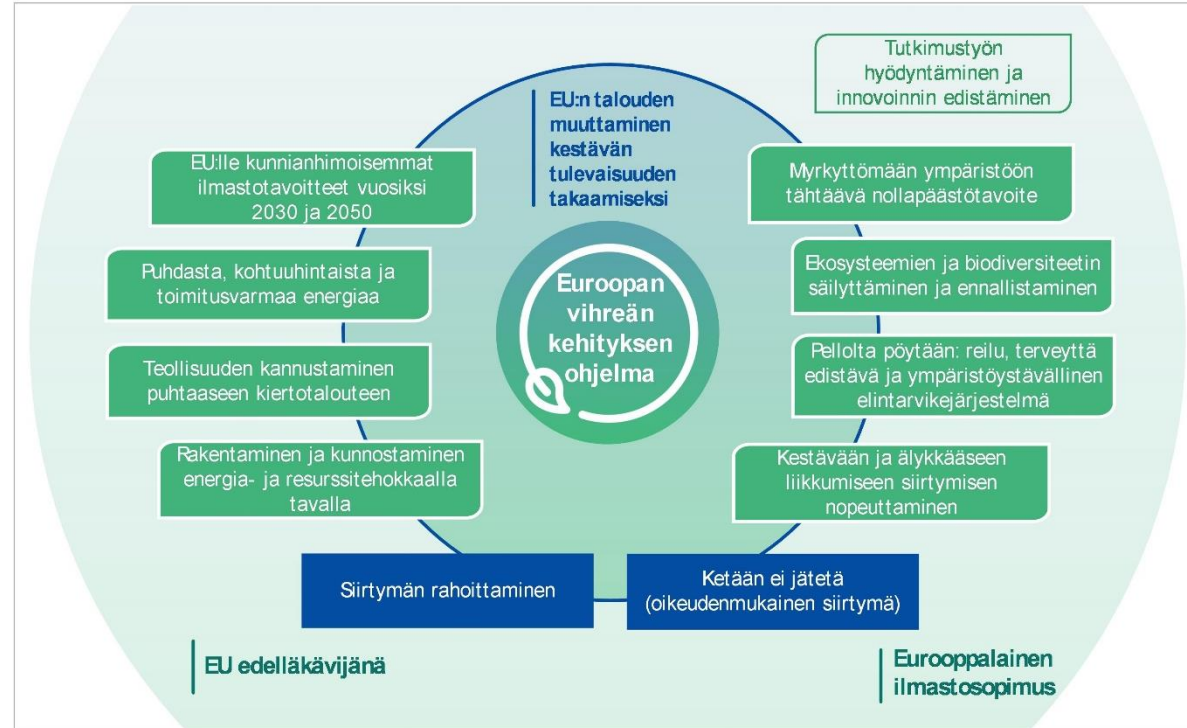 Tutkimustyön
hyödyntäminen ja
innovoinnin edistäminen
EU:n talouden
muuttaminen
kestävän
tulevaisuuden
takaamiseksi
EU:lle kunnianhimoisemmat
ilmastotavoitteet vuosiksi
2030 ja 2050
Puhdasta, kohtuuhintaista ja
toimitusvarmaa energiaa
Teollisuuden kannustaminen
puhtaaseen kiertotalouteen
Rakentaminen ja kunnostaminen
energia- ja resurssitehokkaalla
tavalla
Euroopan
vihreän
kehityksen
ohjelma
Myrkyttömään ympäristöön
tähtäävä nollapäästötavoite
Ekosysteemien ja biodiversiteetin
säilyttäminen ja ennallistaminen
Pellolta pöytään: reilu, terveyttä
edistävä ja ympäristöystävällinen
elintarvikejärjestelmä
Kestävään ja älykkääseen
liikkumiseen siirtymisen
nopeuttaminen
Siirtymän rahoittaminen
Ketään ei jätetä
(oikeudenmukainen siirtymä)
EU edelläkävijänä
Eurooppalainen
ilmastosopimus